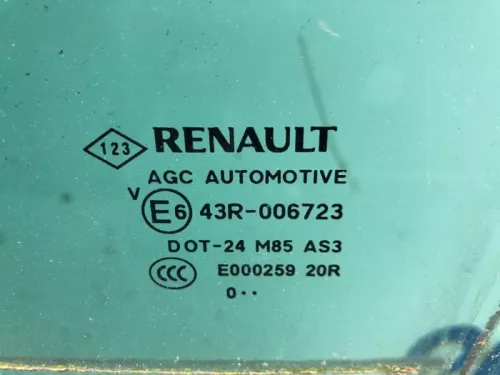 123 RENAULT
AGC AUTOMOTIVE
V E6 43R-006723
DOT-24 M85 AS3
CCC E000259 20R
0··